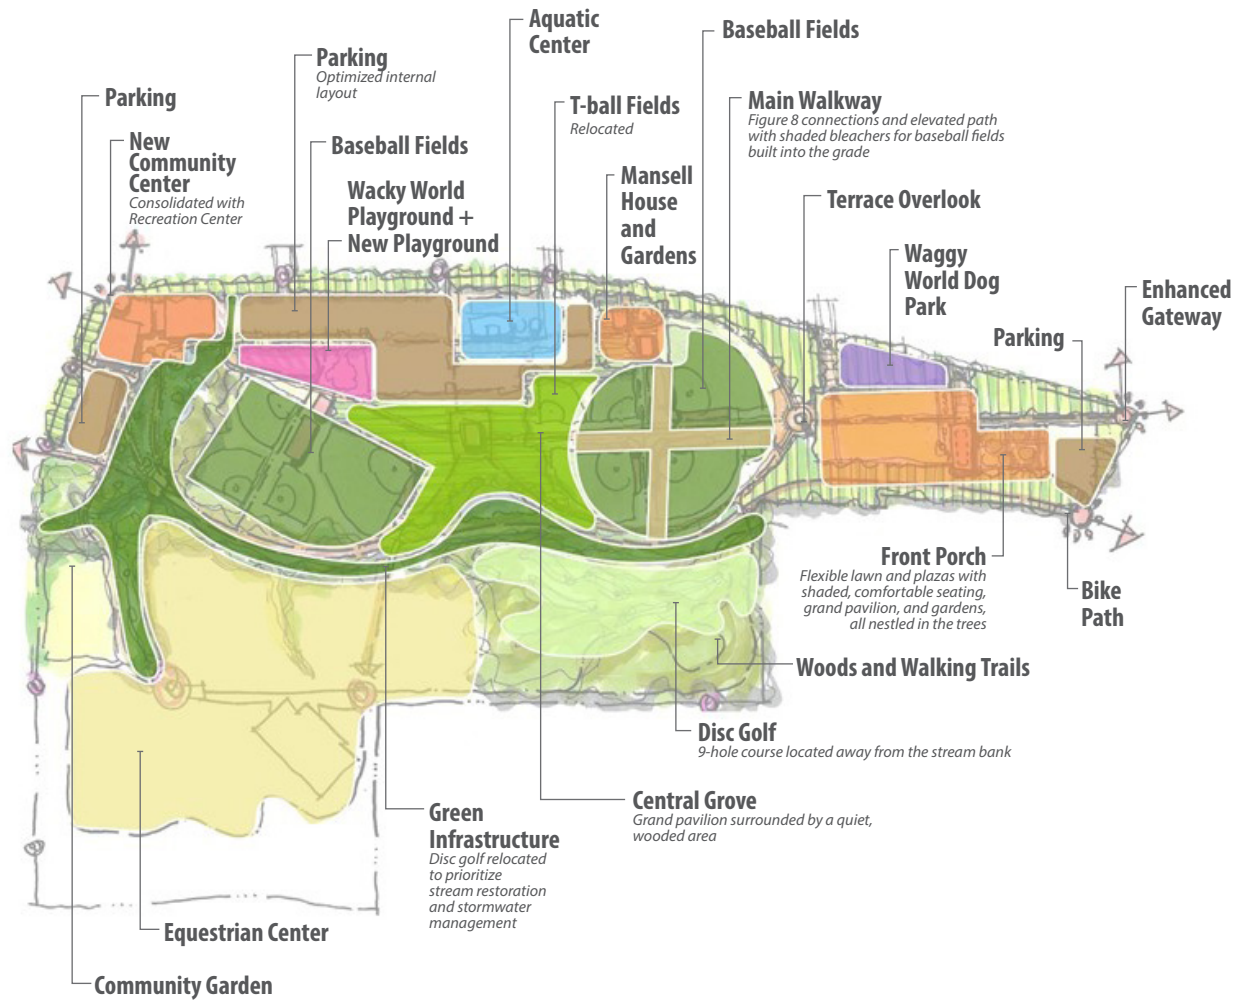 Aquatic
Center
Baseball Fields
Parking
Optimized internal
layout
Parking
T-ball Fields
Relocated
Main Walkway
Figure 8 connections and elevated path
with shaded bleachers for baseball fields
built into the grade
New
Community
Center
Consolidated with
Recreation Center
Baseball Fields
Wacky World
Playground +
New Playground
Mansell
House
and
Gardens
Terrace Overlook
Waggy
World Dog
Park
Enhanced
Gateway
Parking
Front Porch
Flexible lawn and plazas with
shaded, comfortable seating,
grand pavilion, and gardens,
all nestled in the trees
Bike
Path
Woods and Walking Trails
Disc Golf
9-hole course located away from the stream bank
Central Grove
Grand pavilion surrounded by a quiet,
wooded area
Green
Infrastructure
Disc golf relocated
to prioritize
stream restoration
and stormwater
management
Equestrian Center
Community Garden